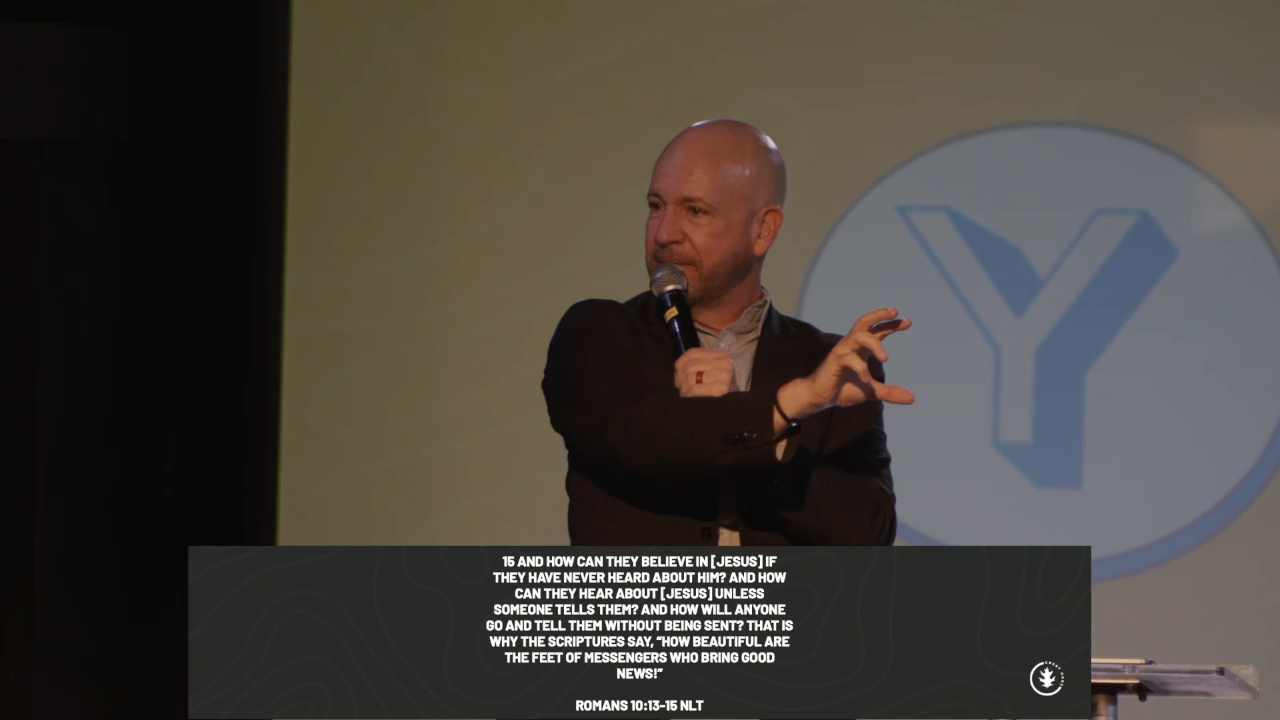 Y
15 AND HOW CAN THEY BELIEVE IN [JESUS] IF
THEY HAVE NEVER HEARD ABOUT HIM? AND HOW
CAN THEY HEAR ABOUT [JESUS] UNLESS
SOMEONE TELLS THEM? AND HOW WILL ANYONE
GO AND TELL THEM WITHOUT BEING SENT? THAT IS
WHY THE SCRIPTURES SAY, “HOW BEAUTIFUL ARE
THE FEET OF MESSENGERS WHO BRING GOOD
NEWS!”
ROMANS 10:13-15 NLT